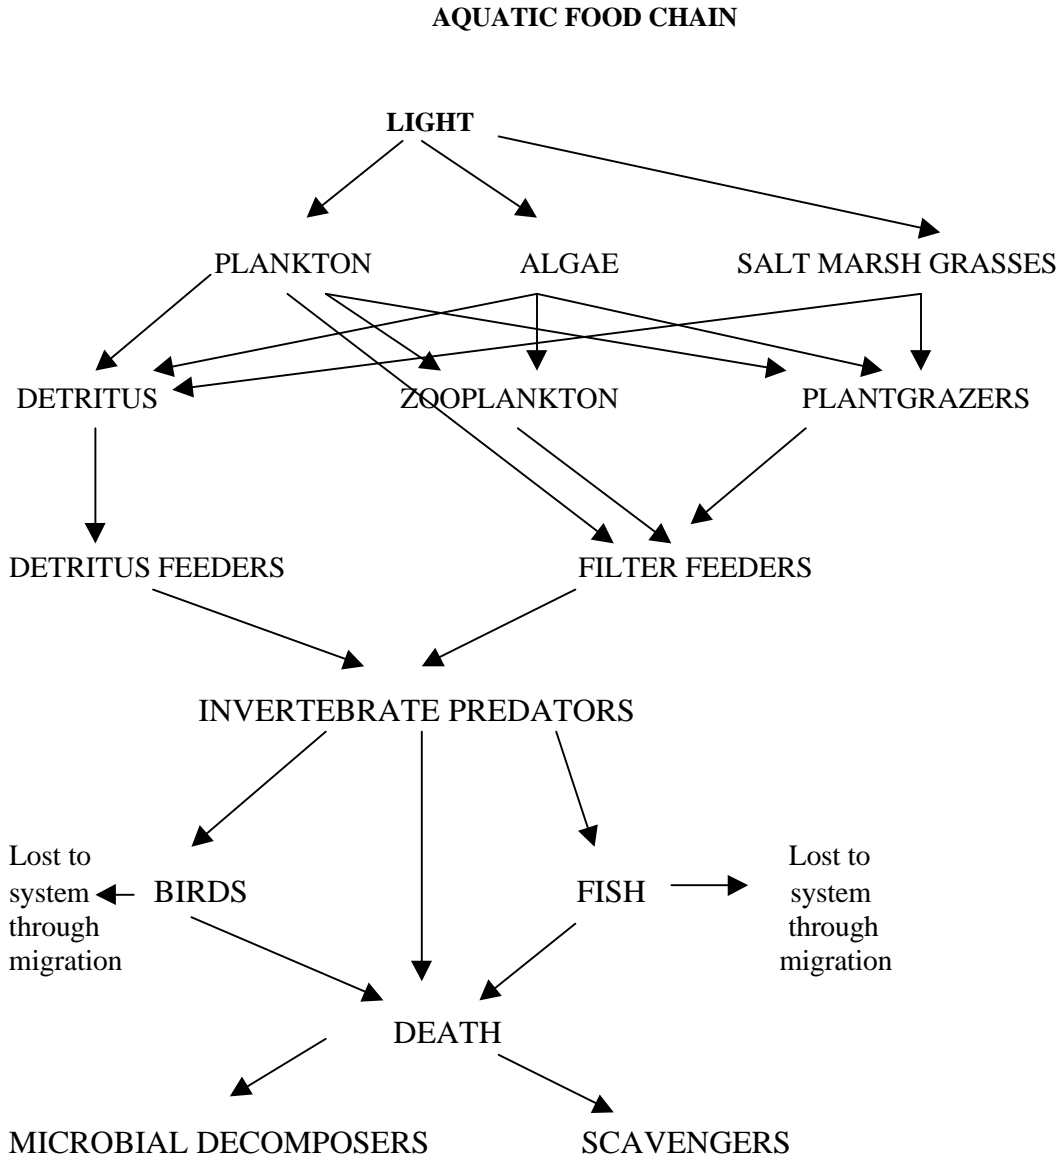 AQUATIC FOOD CHAIN
LIGHT
PLANKTON
ALGAE
SALT MARSH GRASSES
DETRITUS
ZOOPLANKTON
PLANTGRAZERS
DETRITUS FEEDERS
FILTER FEEDERS
INVERTEBRATE PREDATORS
Lost to
system
through
migration
BIRDS
FISH
Lost to
system
through
migration
DEATH
MICROBIAL DECOMPOSERS
SCAVENGERS